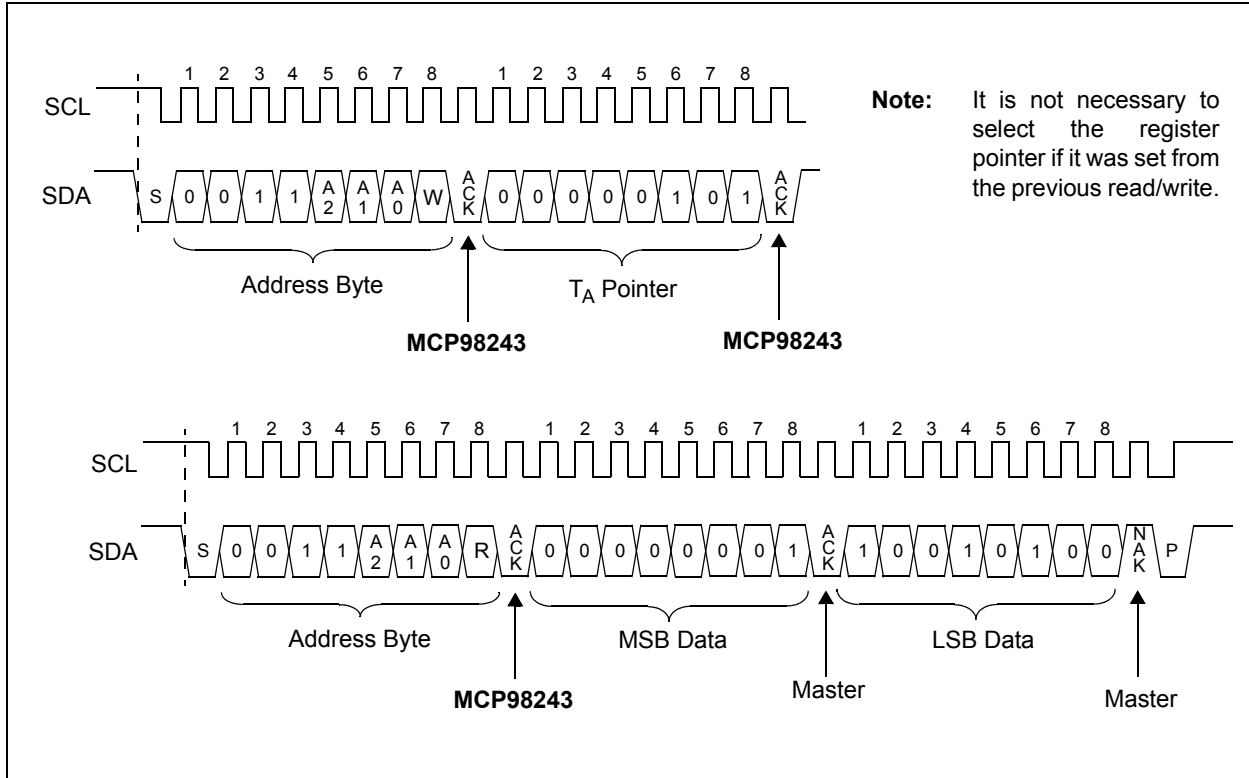 1 2 3 4 5 6 7 8 1 2 3 4 5 6 7 8
SCL
SDA
S 0 0 1 1 A2 A1 A0 W ACK 0 0 0 0 0 1 0 1 ACK
Address Byte
TA Pointer
MCP98243
MCP98243
Note: It is not necessary to
select the register
pointer if it was set from
the previous read/write.
1 2 3 4 5 6 7 8 1 2 3 4 5 6 7 8 1 2 3 4 5 6 7 8
SCL
SDA
S 0 0 1 1 A2 A1 A0 R ACK 0 0 0 0 0 0 0 1 ACK 1 0 0 1 0 1 0 0 NAK P
Address Byte
MSB Data
LSB Data
MCP98243
Master
Master